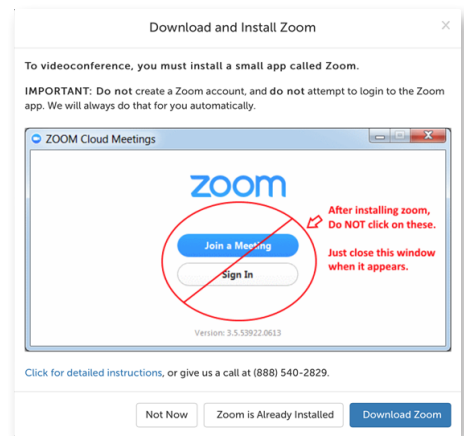 Download and Install Zoom
×
To videoconference, you must install a small app called Zoom.
IMPORTANT: Do not create a Zoom account, and do not attempt to login to the Zoom
app. We will always do that for you automatically.
ZOOM Cloud Meetings
zoom
After installing zoom,
Do NOT click on these.
Join a Meeting
Just close this window
when it appears.
Sign In
Version: 3.5.53922.0613
Click for detailed instructions, or give us a call at (888) 540-2829.
Not Now
Zoom is Already Installed
Download Zoom